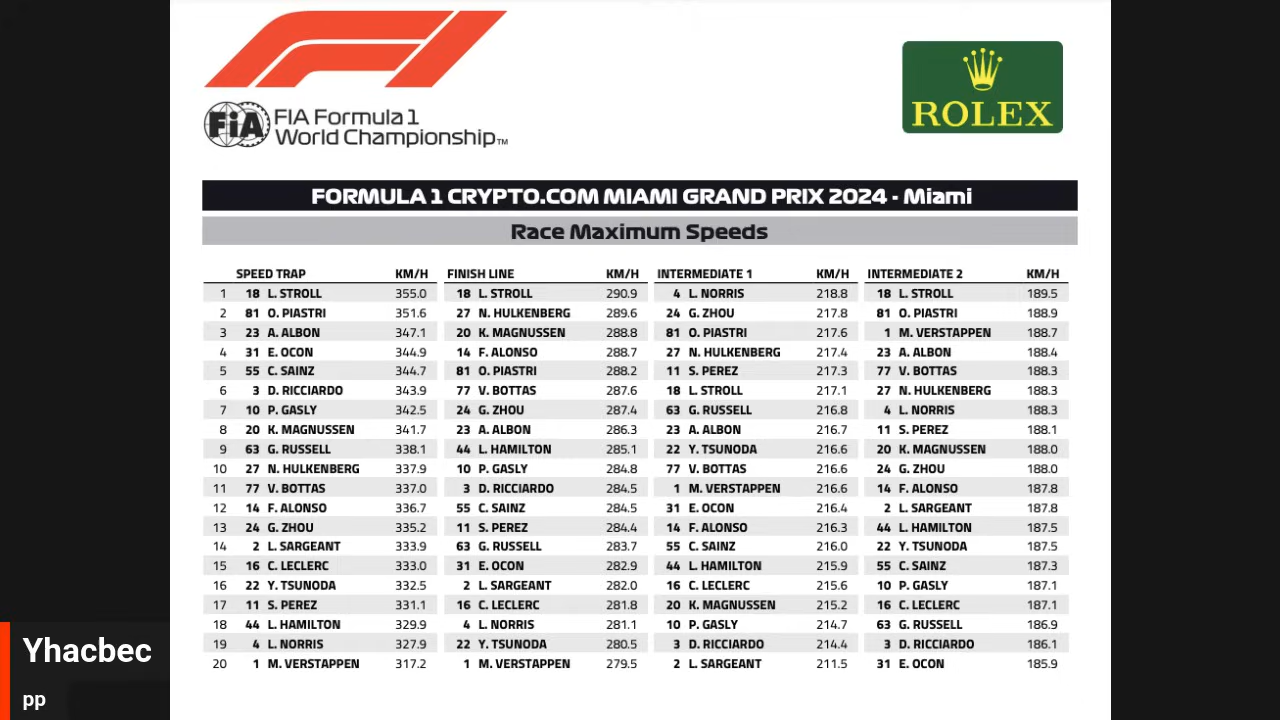 FIA
FIA Formula 1
World Championship™
ROLEX
FORMULA 1 CRYPTO.COM MIAMI GRAND PRIX 2024 - Miami
Race Maximum Speeds
SPEED TRAP KM/H FINISH LINE KM/H INTERMEDIATE 1 KM/H INTERMEDIATE 2 KM/H
1 18 L. STROLL 355.0 18 L. STROLL 290.9 4 L. NORRIS 218.8 18 L. STROLL 189.5
2 81 O. PIASTRI 351.6 27 N. HULKENBERG 289.6 24 G. ZHOU 217.8 81 O. PIASTRI 188.9
3 23 A. ALBON 347.1 20 K. MAGNUSSEN 288.8 81 O. PIASTRI 217.6 1 M. VERSTAPPEN 188.7
4 31 E. OCON 344.9 14 F. ALONSO 288.7 27 N. HULKENBERG 217.4 23 A. ALBON 188.4
5 55 C. SAINZ 344.7 81 O. PIASTRI 288.2 11 S. PEREZ 217.3 77 V. BOTTAS 188.3
6 3 D. RICCIARDO 343.9 77 V. BOTTAS 287.6 18 L. STROLL 217.1 27 N. HULKENBERG 188.3
7 10 P. GASLY 342.5 24 G. ZHOU 287.4 63 G. RUSSELL 216.8 4 L. NORRIS 188.3
8 20 K. MAGNUSSEN 341.7 23 A. ALBON 286.3 23 A. ALBON 216.7 11 S. PEREZ 188.1
9 63 G. RUSSELL 338.1 44 L. HAMILTON 285.1 22 Y. TSUNODA 216.6 20 K. MAGNUSSEN 188.0
10 27 N. HULKENBERG 337.9 10 P. GASLY 284.8 77 V. BOTTAS 216.6 24 G. ZHOU 188.0
11 77 V. BOTTAS 337.0 3 D. RICCIARDO 284.5 1 M. VERSTAPPEN 216.6 14 F. ALONSO 187.8
12 14 F. ALONSO 336.7 55 C. SAINZ 284.5 31 E. OCON 216.4 2 L. SARGEANT 187.8
13 24 G. ZHOU 335.2 11 S. PEREZ 284.4 14 F. ALONSO 216.3 44 L. HAMILTON 187.5
14 2 L. SARGEANT 333.9 63 G. RUSSELL 283.7 55 C. SAINZ 216.0 22 Y. TSUNODA 187.5
15 16 C. LECLERC 333.0 31 E. OCON 282.9 44 L. HAMILTON 215.9 55 C. SAINZ 187.3
16 22 Y. TSUNODA 332.5 2 L. SARGEANT 282.0 16 C. LECLERC 215.6 10 P. GASLY 187.1
17 11 S. PEREZ 331.1 16 C. LECLERC 281.8 20 K. MAGNUSSEN 215.2 16 C. LECLERC 187.1
18 44 L. HAMILTON 329.9 4 L. NORRIS 281.1 10 P. GASLY 214.7 63 G. RUSSELL 186.9
19 4 L. NORRIS 327.9 22 Y. TSUNODA 280.5 3 D. RICCIARDO 214.4 3 D. RICCIARDO 186.1
20 1 M. VERSTAPPEN 317.2 1 M. VERSTAPPEN 279.5 2 L. SARGEANT 211.5 31 E. OCON 185.9
Yhacbec
pp